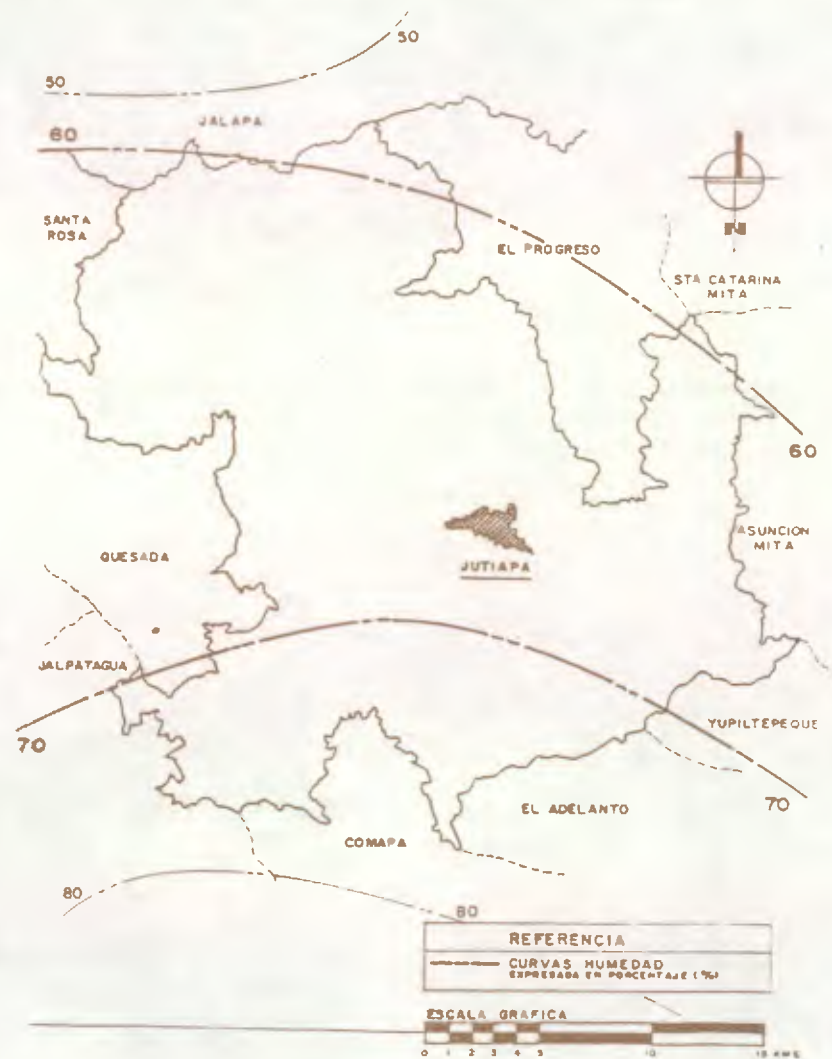 50
50
JALAPA
60
SANTA
ROSA
N
EL PROGRESO
STA CATARINA
MITA
60
ASUNCION
MITA
QUESADA
JUTIAPA
JALPATAGUA
70
YUPILTEPEQUE
70
EL ADELANTO
COMAPA
80
80
REFERENCIA
CURVAS HUMEDAD
EXPRESADA EN PORCENTAJE (%)
ESCALA GRAFICA
0 1 2 3 4 5 10 15 KMS